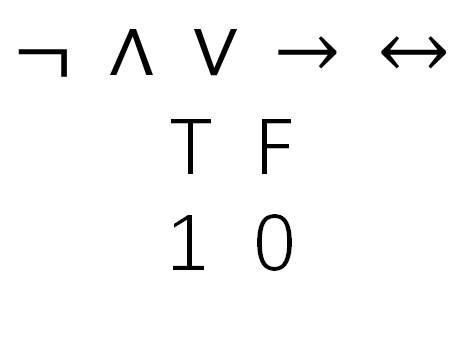 ¬ ∧ ∨ → ↔
T F
1 0